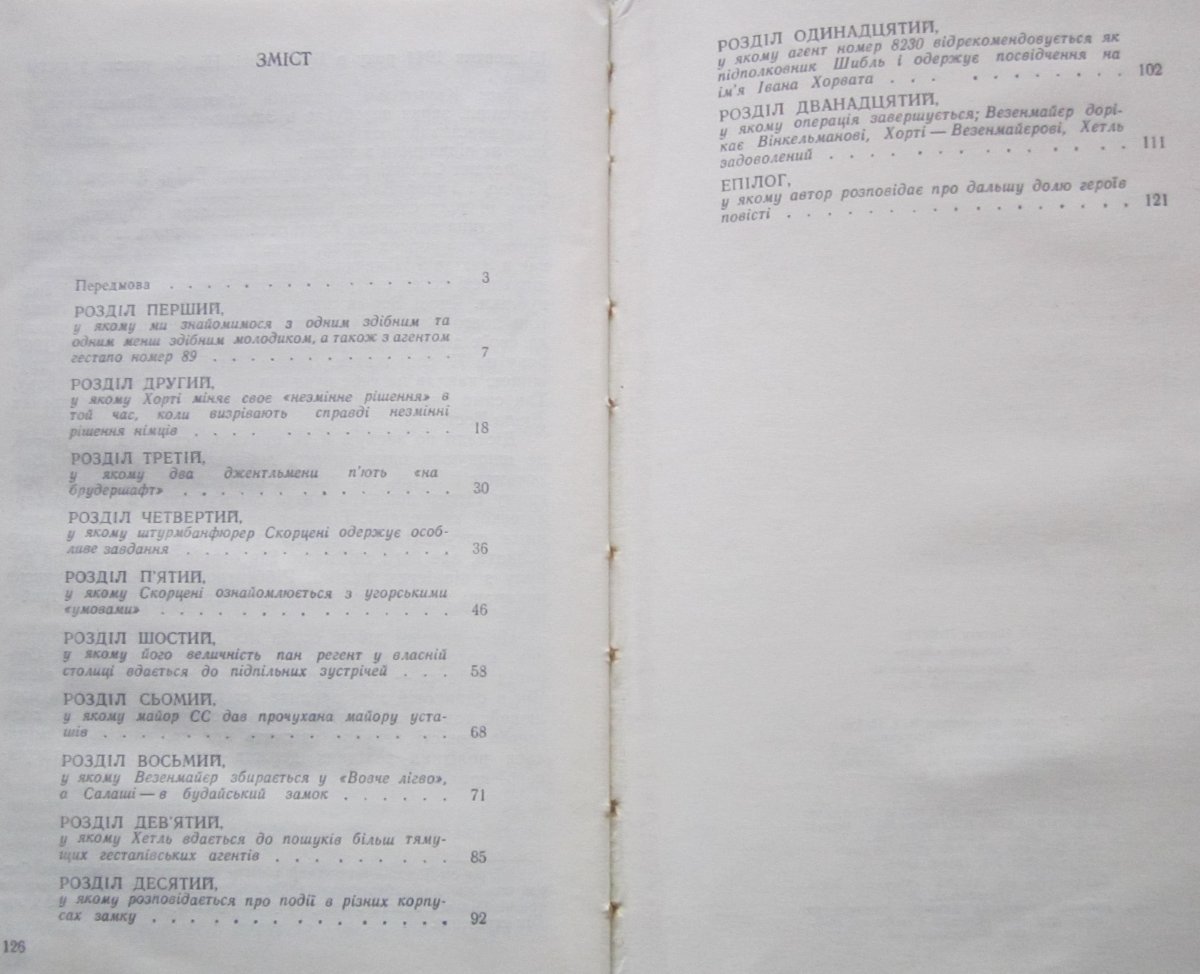 ЗМІСТ
Передмова . . . . . . . . . . . . . . . 3
РОЗДІЛ ПЕРШИЙ,
у якому ми знайомимося з одним здібним та
одним менш здібним молодиком, а також з агентом
гестапо номер 89 . . . . . . . . . . . . 7
РОЗДІЛ ДРУГИЙ,
у якому Хорті міняє своє «незмінне рішення» в
той час, коли визрівають справді незмінні
рішення німців . . . . . . . . . . . . 18
РОЗДІЛ ТРЕТІЙ,
у якому два джентльмени п'ють «на
брудершафт» . . . . . . . . . . . . 30
РОЗДІЛ ЧЕТВЕРТИЙ,
у якому штурмбанфюрер Скорцені одержує особ-
ливе завдання . . . . . . . . . . . . 36
РОЗДІЛ П'ЯТИЙ,
у якому Скорцені ознайомлюється з угорськими
«умовами» . . . . . . . . . . . . . 46
РОЗДІЛ ШОСТИЙ,
у якому його величність пан регент у власній
столиці вдається до підпільних зустрічей . . . 58
РОЗДІЛ СЬОМИЙ,
у якому майор СС дав прочухана майору уста-
шів . . . . . . . . . . . . . . . 68
РОЗДІЛ ВОСЬМИЙ,
у якому Везенмайєр збирається у «Вовче лігво»,
а Салаші — в будайський замок . . . . . . 71
РОЗДІЛ ДЕВ'ЯТИЙ,
у якому Хетль вдається до пошуків більш тяму-
щих гестапівських агентів . . . . . . . . . 85
РОЗДІЛ ДЕСЯТИЙ,
у якому розповідається про події в різних корпу-
сах замку . . . . . . . . . . . . . 92
126
РОЗДІЛ ОДИНАДЦЯТИЙ,
у якому агент номер 8230 відрекомендовується як
підполковник Шибль і одержує посвідчення на
ім'я Івана Хорвата . . . . . . . . . . 102
РОЗДІЛ ДВАНАДЦЯТИЙ,
у якому операція завершується; Везенмайєр дорі-
кає Вінкельманові, Хорті — Везенмайєрові, Хетль
задоволений . . . . . . . . . . . . . 111
ЕПІЛОГ,
у якому автор розповідає про дальшу долю героїв
повісті . . . . . . . . . . . . . . . 121